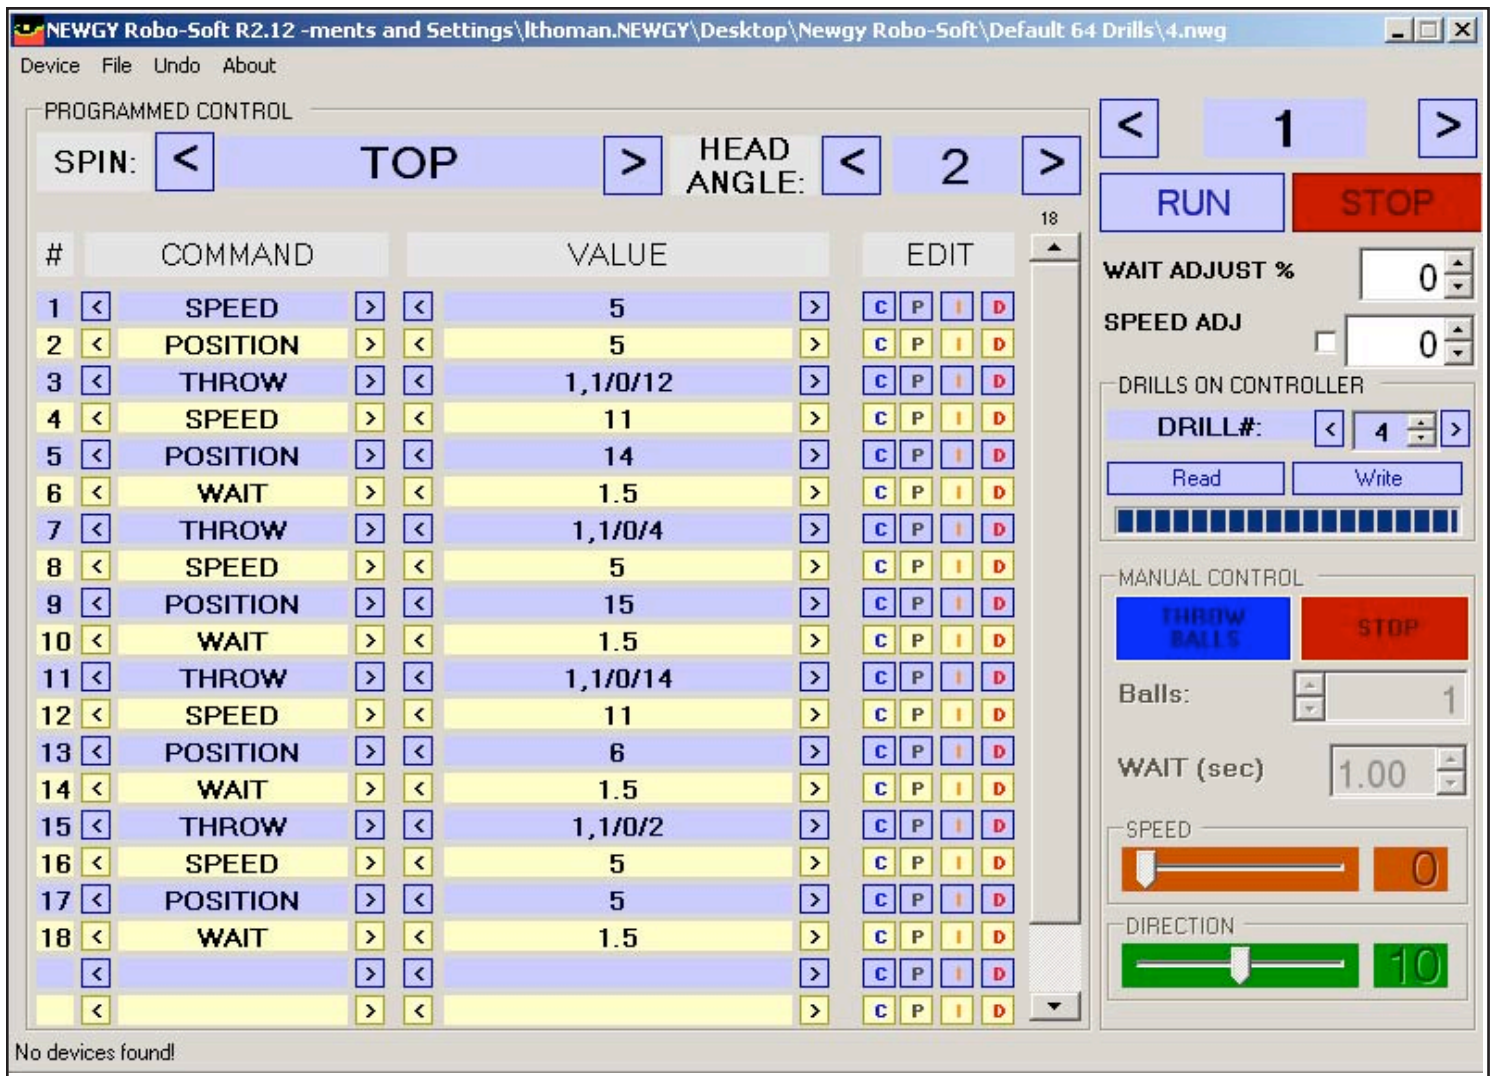 NEWGY Robo-Soft R2.12 -ments and Settings\lthoman.NEWGY\Desktop\Newgy Robo-Soft\Default 64 Drills\4.nwg
Device File Undo About
PROGRAMMED CONTROL
SPIN: < TOP > HEAD ANGLE: < 2 >
18
# COMMAND VALUE EDIT
1 < SPEED > < 5 > C P I D
2 < POSITION > < 5 > C P I D
3 < THROW > < 1,1/0/12 > C P I D
4 < SPEED > < 11 > C P I D
5 < POSITION > < 14 > C P I D
6 < WAIT > < 1.5 > C P I D
7 < THROW > < 1,1/0/4 > C P I D
8 < SPEED > < 5 > C P I D
9 < POSITION > < 15 > C P I D
10 < WAIT > < 1.5 > C P I D
11 < THROW > < 1,1/0/14 > C P I D
12 < SPEED > < 11 > C P I D
13 < POSITION > < 6 > C P I D
14 < WAIT > < 1.5 > C P I D
15 < THROW > < 1,1/0/2 > C P I D
16 < SPEED > < 5 > C P I D
17 < POSITION > < 5 > C P I D
18 < WAIT > < 1.5 > C P I D
< > < > C P I D
< > < > C P I D
< 1 >
RUN STOP
WAIT ADJUST % 0
SPEED ADJ 0
DRILLS ON CONTROLLER
DRILL#: < 4 >
Read Write
MANUAL CONTROL
THROW BALLS STOP
Balls: 1
WAIT (sec) 1.00
SPEED
0
DIRECTION
10
No devices found!